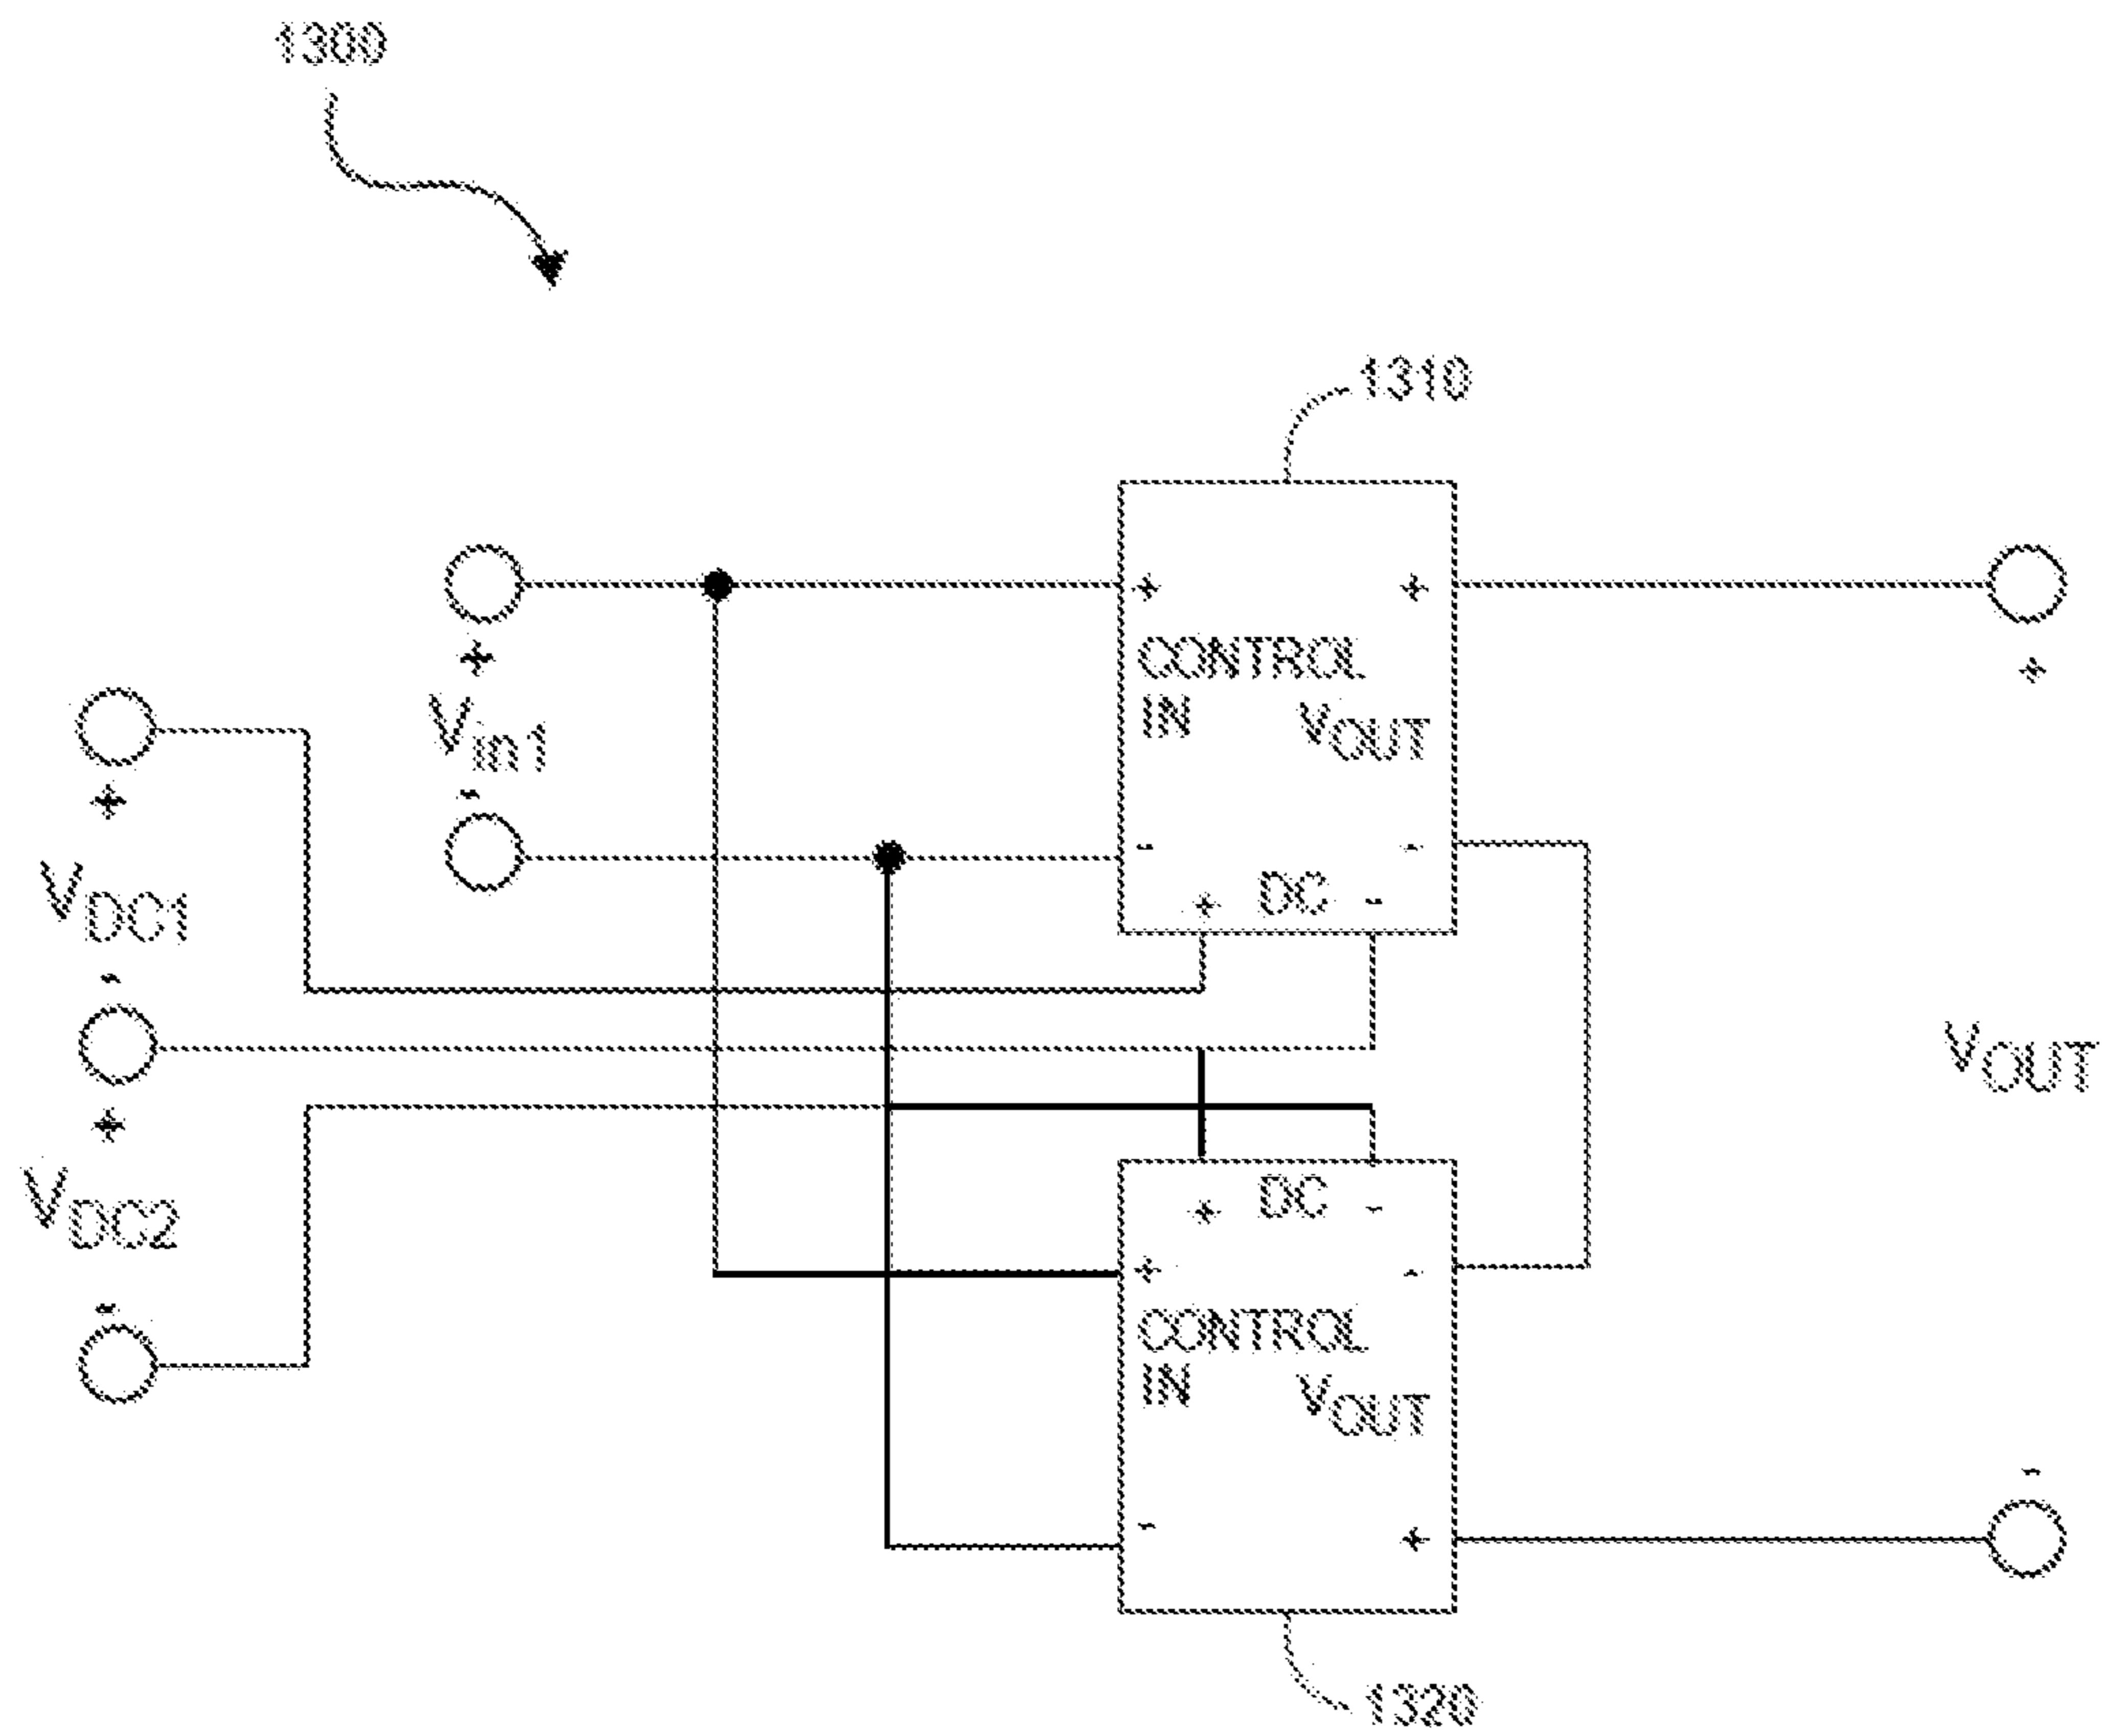 1300
1310
+ +
+ CONTROL +
Vin1 IN VOUT
+ -
- - -
VDC1 + DC -
-
VOUT
+
VDC2 + DC -
+ -
- CONTROL
IN VOUT
-
- +
1320